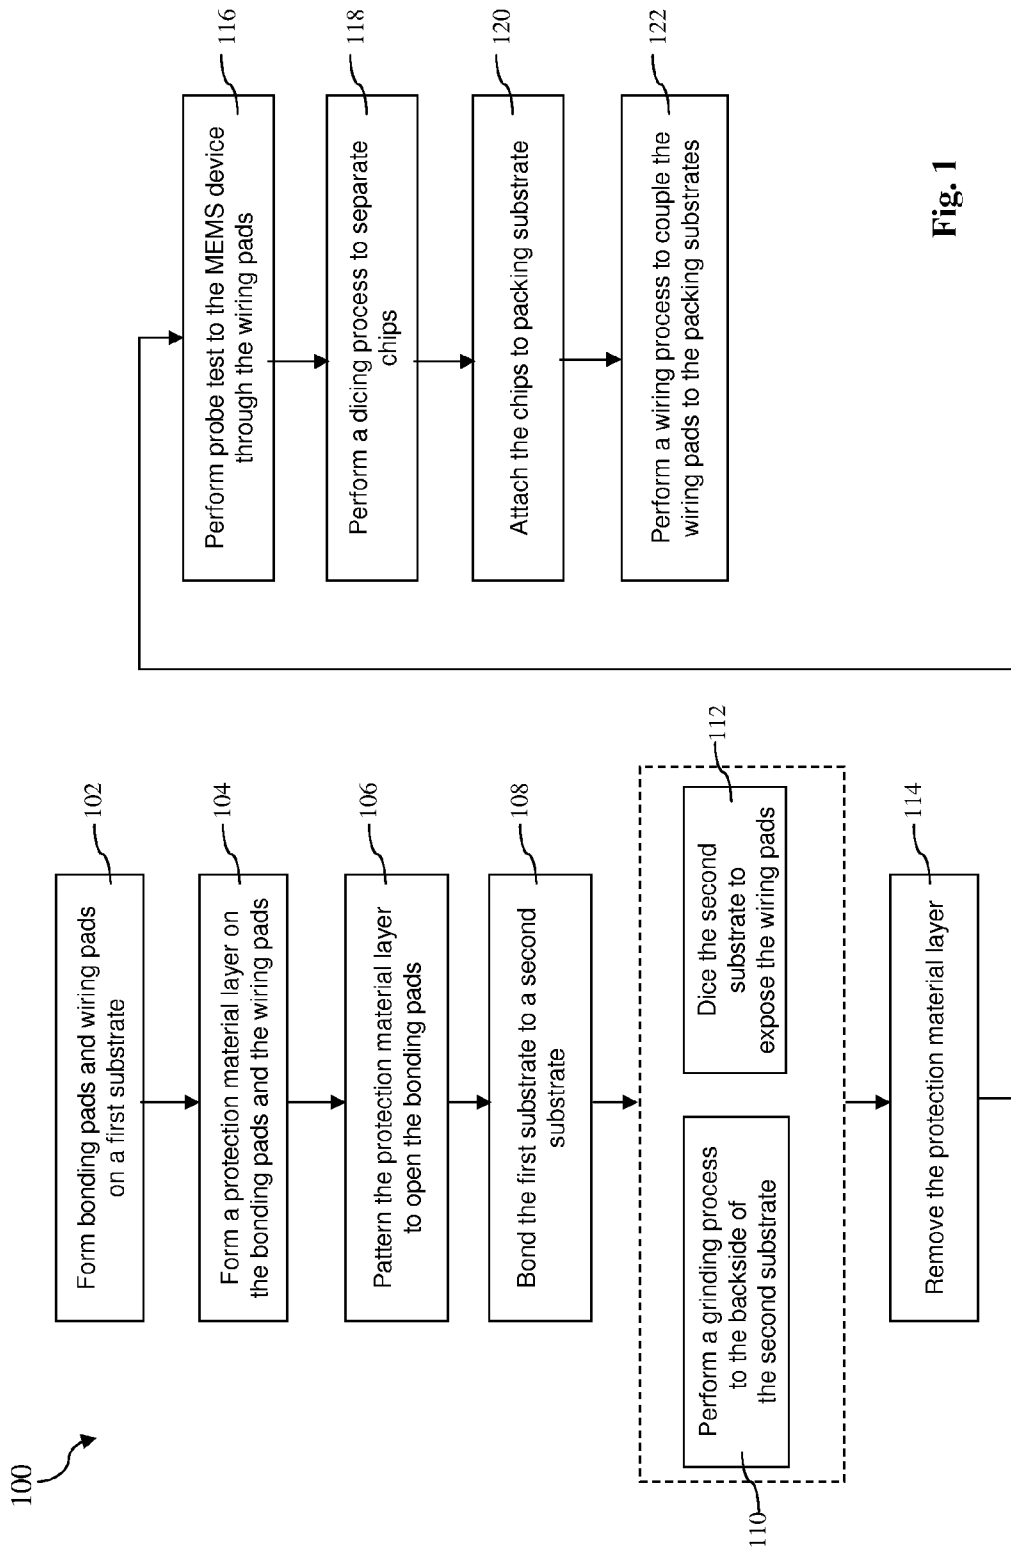 100
Form bonding pads and wiring pads
on a first substrate
102
Form a protection material layer on
the bonding pads and the wiring pads
104
Pattern the protection material layer
to open the bonding pads
106
Bond the first substrate to a second
substrate
108
Perform a grinding process
to the backside of
the second substrate
110
Dice the second
substrate to
expose the wiring pads
112
Remove the protection material layer
114
Perform probe test to the MEMS device
through the wiring pads
116
Perform a dicing process to separate
chips
118
Attach the chips to packing substrate
120
Perform a wiring process to couple the
wiring pads to the packing substrates
122
Fig. 1